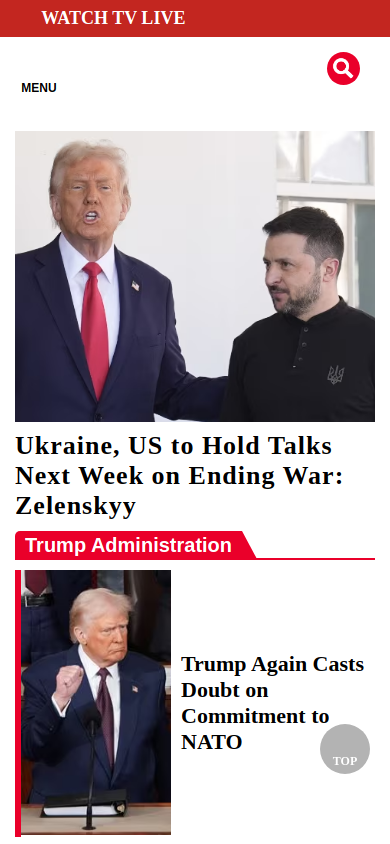 WATCH TV LIVE
MENU
Ukraine, US to Hold Talks
Next Week on Ending War:
Zelenskyy
Trump Administration
Trump Again Casts
Doubt on
Commitment to
NATO
TOP